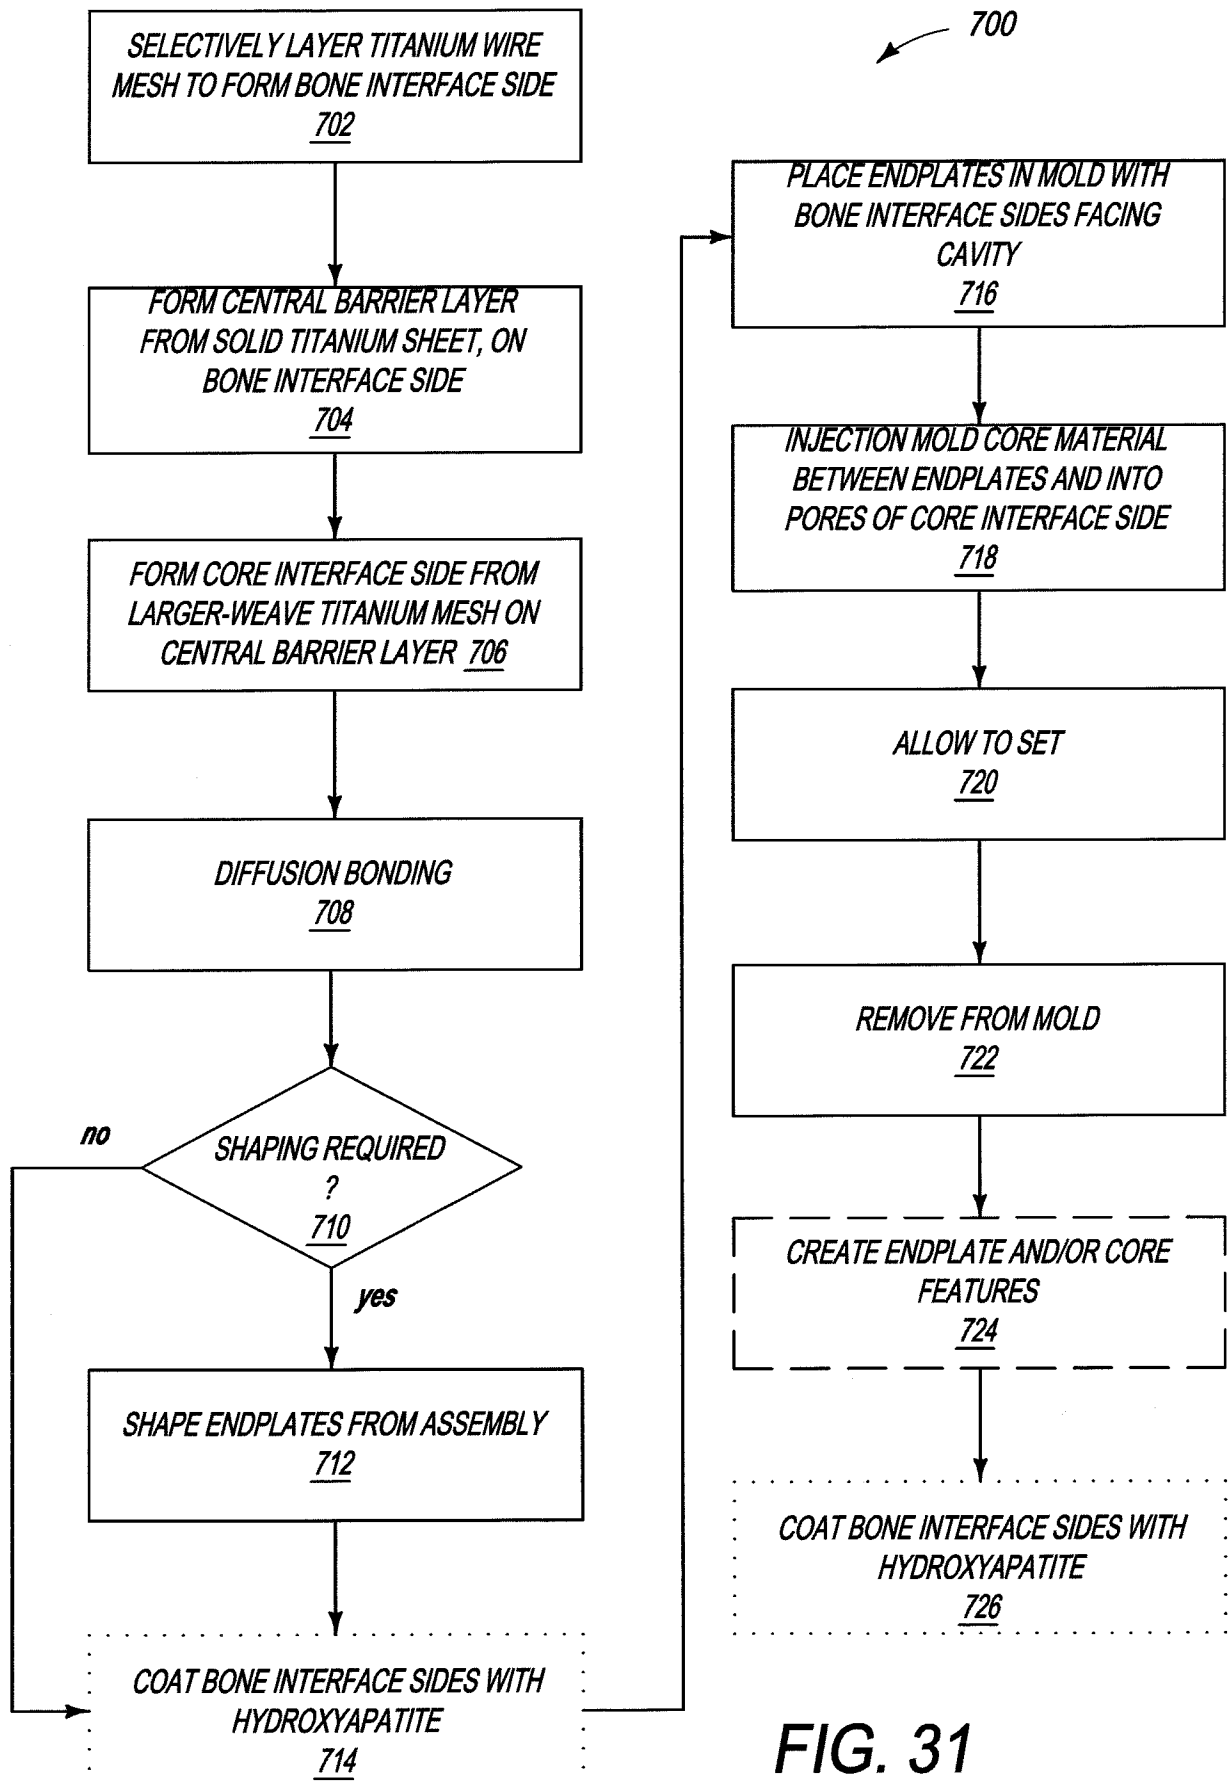 700
SELECTIVELY LAYER TITANIUM WIRE
MESH TO FORM BONE INTERFACE SIDE
702
FORM CENTRAL BARRIER LAYER
FROM SOLID TITANIUM SHEET, ON
BONE INTERFACE SIDE
704
FORM CORE INTERFACE SIDE FROM
LARGER-WEAVE TITANIUM MESH ON
CENTRAL BARRIER LAYER 706
DIFFUSION BONDING
708
no
SHAPING REQUIRED
?
710
yes
SHAPE ENDPLATES FROM ASSEMBLY
712
COAT BONE INTERFACE SIDES WITH
HYDROXYAPATITE
714
PLACE ENDPLATES IN MOLD WITH
BONE INTERFACE SIDES FACING
CAVITY
716
INJECTION MOLD CORE MATERIAL
BETWEEN ENDPLATES AND INTO
PORES OF CORE INTERFACE SIDE
718
ALLOW TO SET
720
REMOVE FROM MOLD
722
CREATE ENDPLATE AND/OR CORE
FEATURES
724
COAT BONE INTERFACE SIDES WITH
HYDROXYAPATITE
726
FIG. 31